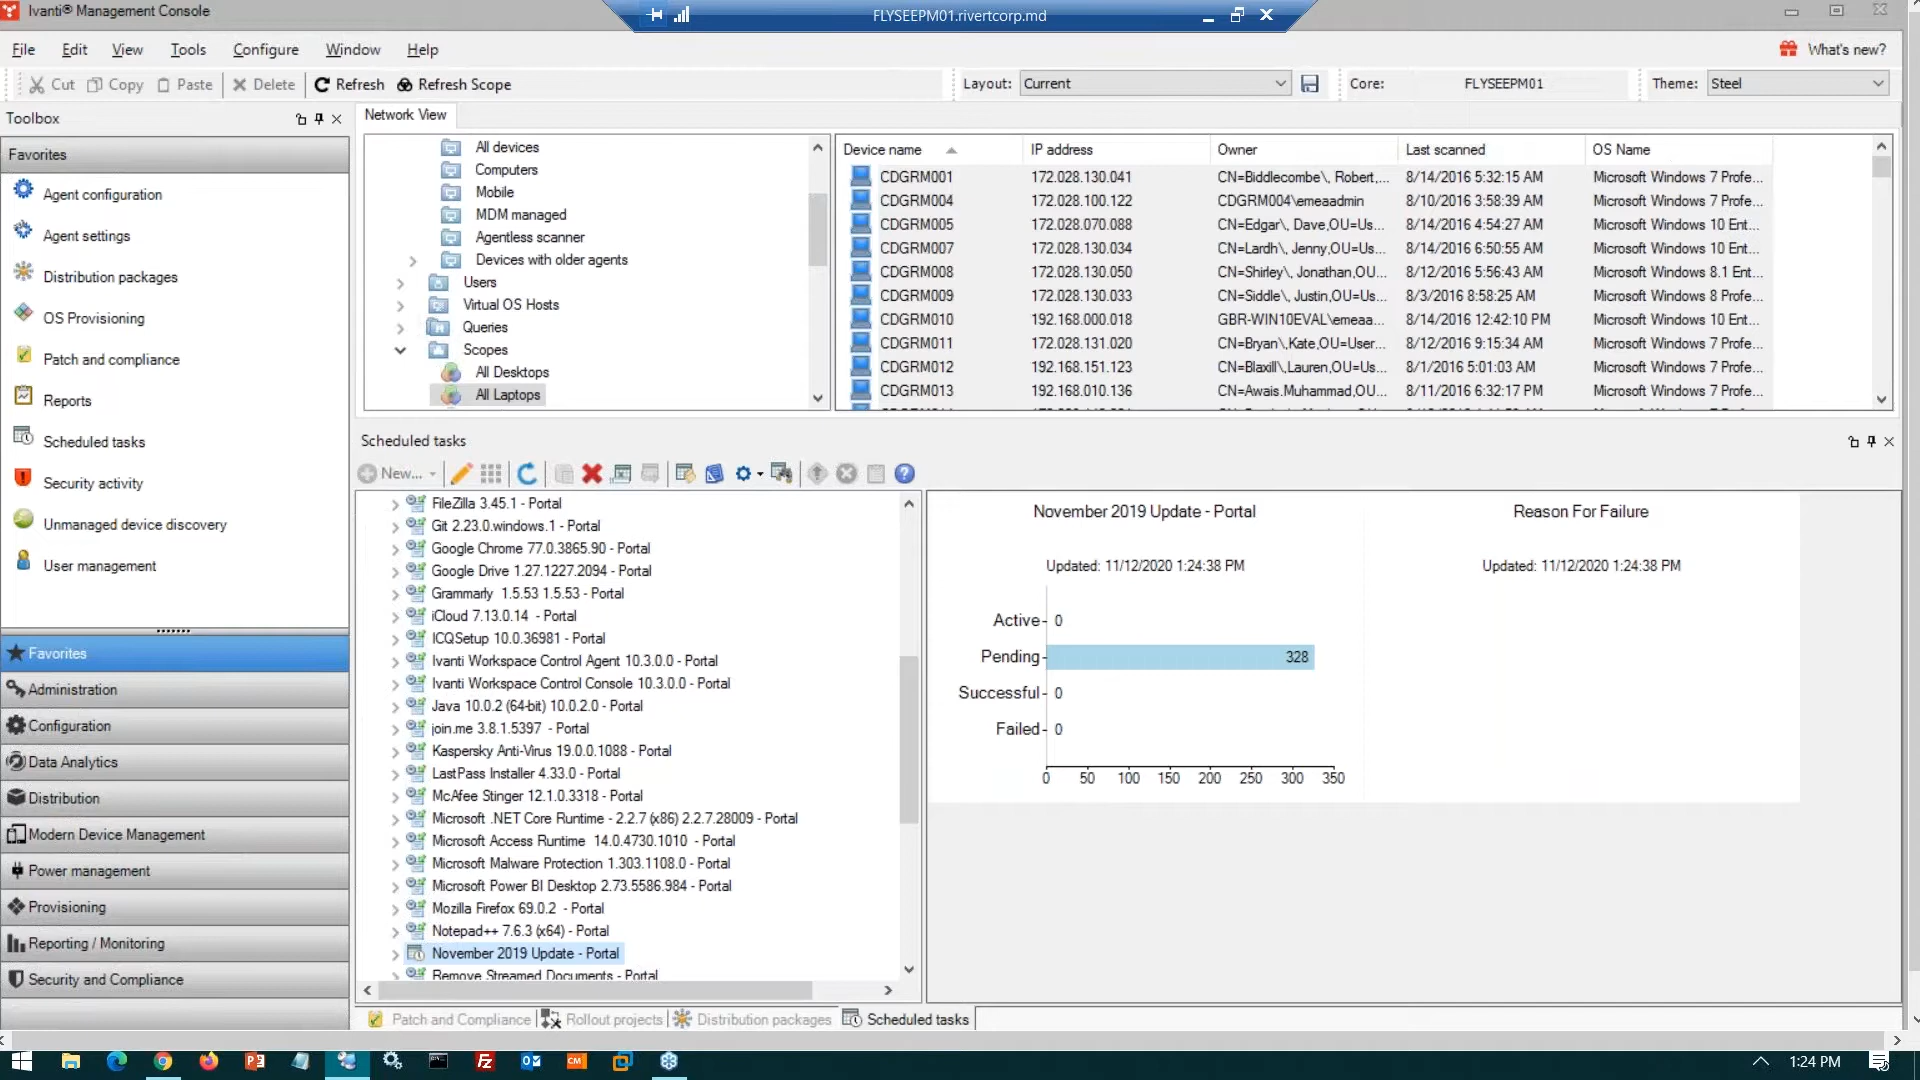 Ivanti® Management Console
FLYSEEPM01.rivertcorp.md
File Edit View Tools Configure Window Help
What's new?
Cut Copy Paste Delete Refresh Refresh Scope
Layout: Current
Core: FLYSEEPM01
Theme: Steel
Toolbox
Favorites
Agent configuration
Agent settings
Distribution packages
OS Provisioning
Patch and compliance
Reports
Scheduled tasks
Security activity
Unmanaged device discovery
User management
Favorites
Administration
Configuration
Data Analytics
Distribution
Modern Device Management
Power management
Provisioning
Reporting / Monitoring
Security and Compliance
Network View
All devices
Computers
Mobile
MDM managed
Agentless scanner
Devices with older agents
Users
Virtual OS Hosts
Queries
Scopes
All Desktops
All Laptops
Device name IP address Owner Last scanned OS Name
CDGRM001 172.028.130.041 CN=Biddlecombe\, Robert,... 8/14/2016 5:32:15 AM Microsoft Windows 7 Profe...
CDGRM004 172.028.100.122 CDGRM004\emeaadmin 8/10/2016 3:58:39 AM Microsoft Windows 7 Profe...
CDGRM005 172.028.070.088 CN=Edgar\, Dave,OU=Us... 8/14/2016 4:54:27 AM Microsoft Windows 10 Ent...
CDGRM007 172.028.130.034 CN=Lardh\, Jenny,OU=Us... 8/14/2016 6:50:55 AM Microsoft Windows 10 Ent...
CDGRM008 172.028.130.050 CN=Shirley\, Jonathan,OU... 8/12/2016 5:56:43 AM Microsoft Windows 8.1 Ent...
CDGRM009 172.028.130.033 CN=Siddle\, Justin,OU=Us... 8/3/2016 8:58:25 AM Microsoft Windows 8 Profe...
CDGRM010 192.168.000.018 GBR-WIN10EVAL\emeaa... 8/14/2016 12:42:10 PM Microsoft Windows 10 Ent...
CDGRM011 172.028.131.020 CN=Bryan\,Kate,OU=User... 8/12/2016 9:15:34 AM Microsoft Windows 7 Profe...
CDGRM012 192.168.151.123 CN=Blaxill\,Lauren,OU=Us... 8/1/2016 5:01:03 AM Microsoft Windows 7 Profe...
CDGRM013 192.168.010.136 CN=Awais.Muhammad,OU... 8/11/2016 6:32:17 PM Microsoft Windows 7 Profe...
Scheduled tasks
New...
FileZilla 3.45.1 - Portal
Git 2.23.0.windows.1 - Portal
Google Chrome 77.0.3865.90 - Portal
Google Drive 1.27.1227.2094 - Portal
Grammarly 1.5.53 1.5.53 - Portal
iCloud 7.13.0.14 - Portal
ICQSetup 10.0.36981 - Portal
Ivanti Workspace Control Agent 10.3.0.0 - Portal
Ivanti Workspace Control Console 10.3.0.0 - Portal
Java 10.0.2 (64-bit) 10.0.2.0 - Portal
join.me 3.8.1.5397 - Portal
Kaspersky Anti-Virus 19.0.0.1088 - Portal
LastPass Installer 4.33.0 - Portal
McAfee Stinger 12.1.0.3318 - Portal
Microsoft .NET Core Runtime - 2.2.7 (x86) 2.2.7.28009 - Portal
Microsoft Access Runtime 14.0.4730.1010 - Portal
Microsoft Malware Protection 1.303.1108.0 - Portal
Microsoft Power BI Desktop 2.73.5586.984 - Portal
Mozilla Firefox 69.0.2 - Portal
Notepad++ 7.6.3 (x64) - Portal
November 2019 Update - Portal
Remove Streamed Documents - Portal
November 2019 Update - Portal
Updated: 11/12/2020 1:24:38 PM
Active 0
Pending 328
Successful 0
Failed 0
0 50 100 150 200 250 300 350
Reason For Failure
Updated: 11/12/2020 1:24:38 PM
Patch and Compliance Rollout projects Distribution packages Scheduled tasks
1:24 PM